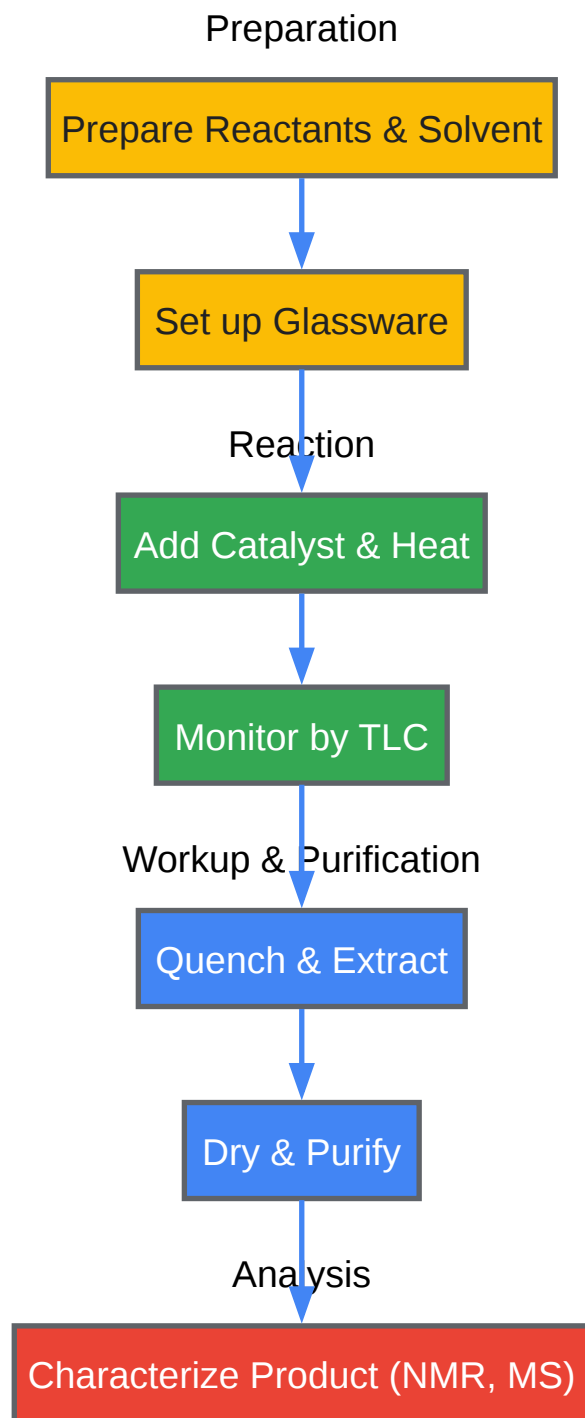 Preparation
Prepare Reactants & Solvent
Set up Glassware
Reaction
Add Catalyst & Heat
Monitor by TLC
Workup & Purification
Quench & Extract
Dry & Purify
Analysis
Characterize Product (NMR, MS)